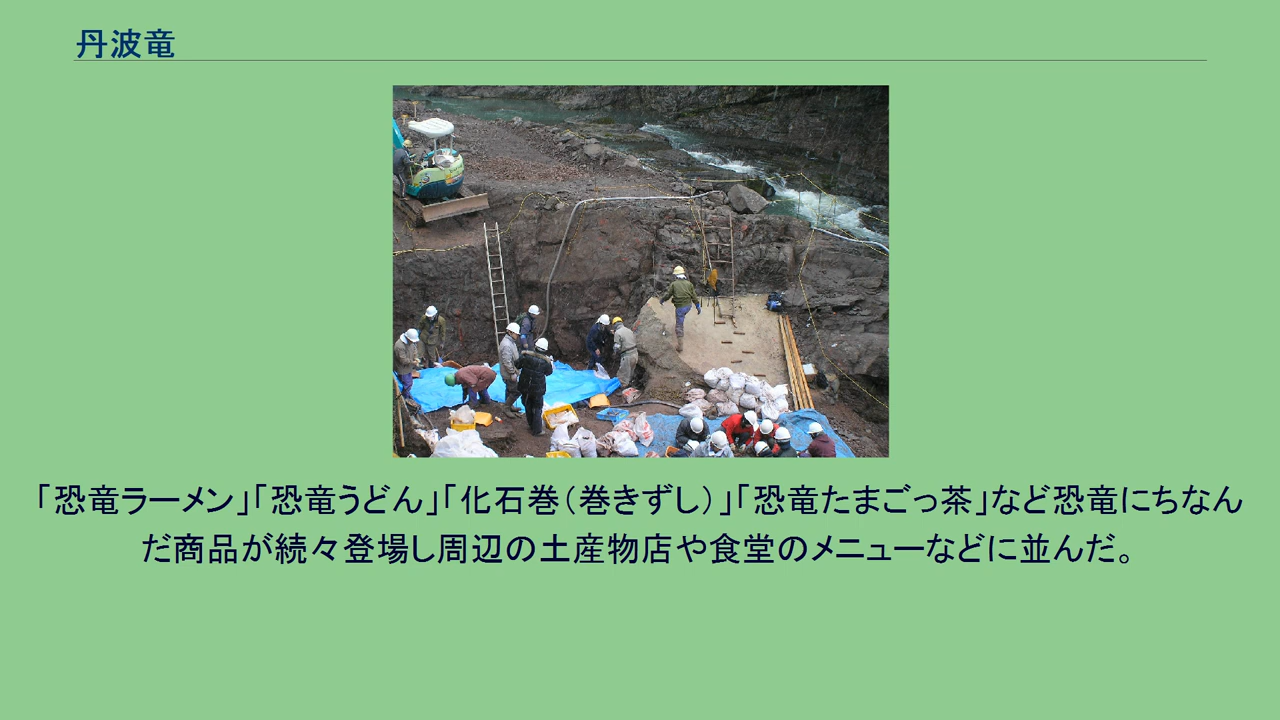 丹波竜
「恐竜ラーメン」「恐竜うどん」「化石巻（巻きずし）」「恐竜たまごっ茶」など恐竜にちなん
だ商品が続々登場し周辺の土産物店や食堂のメニューなどに並んだ。